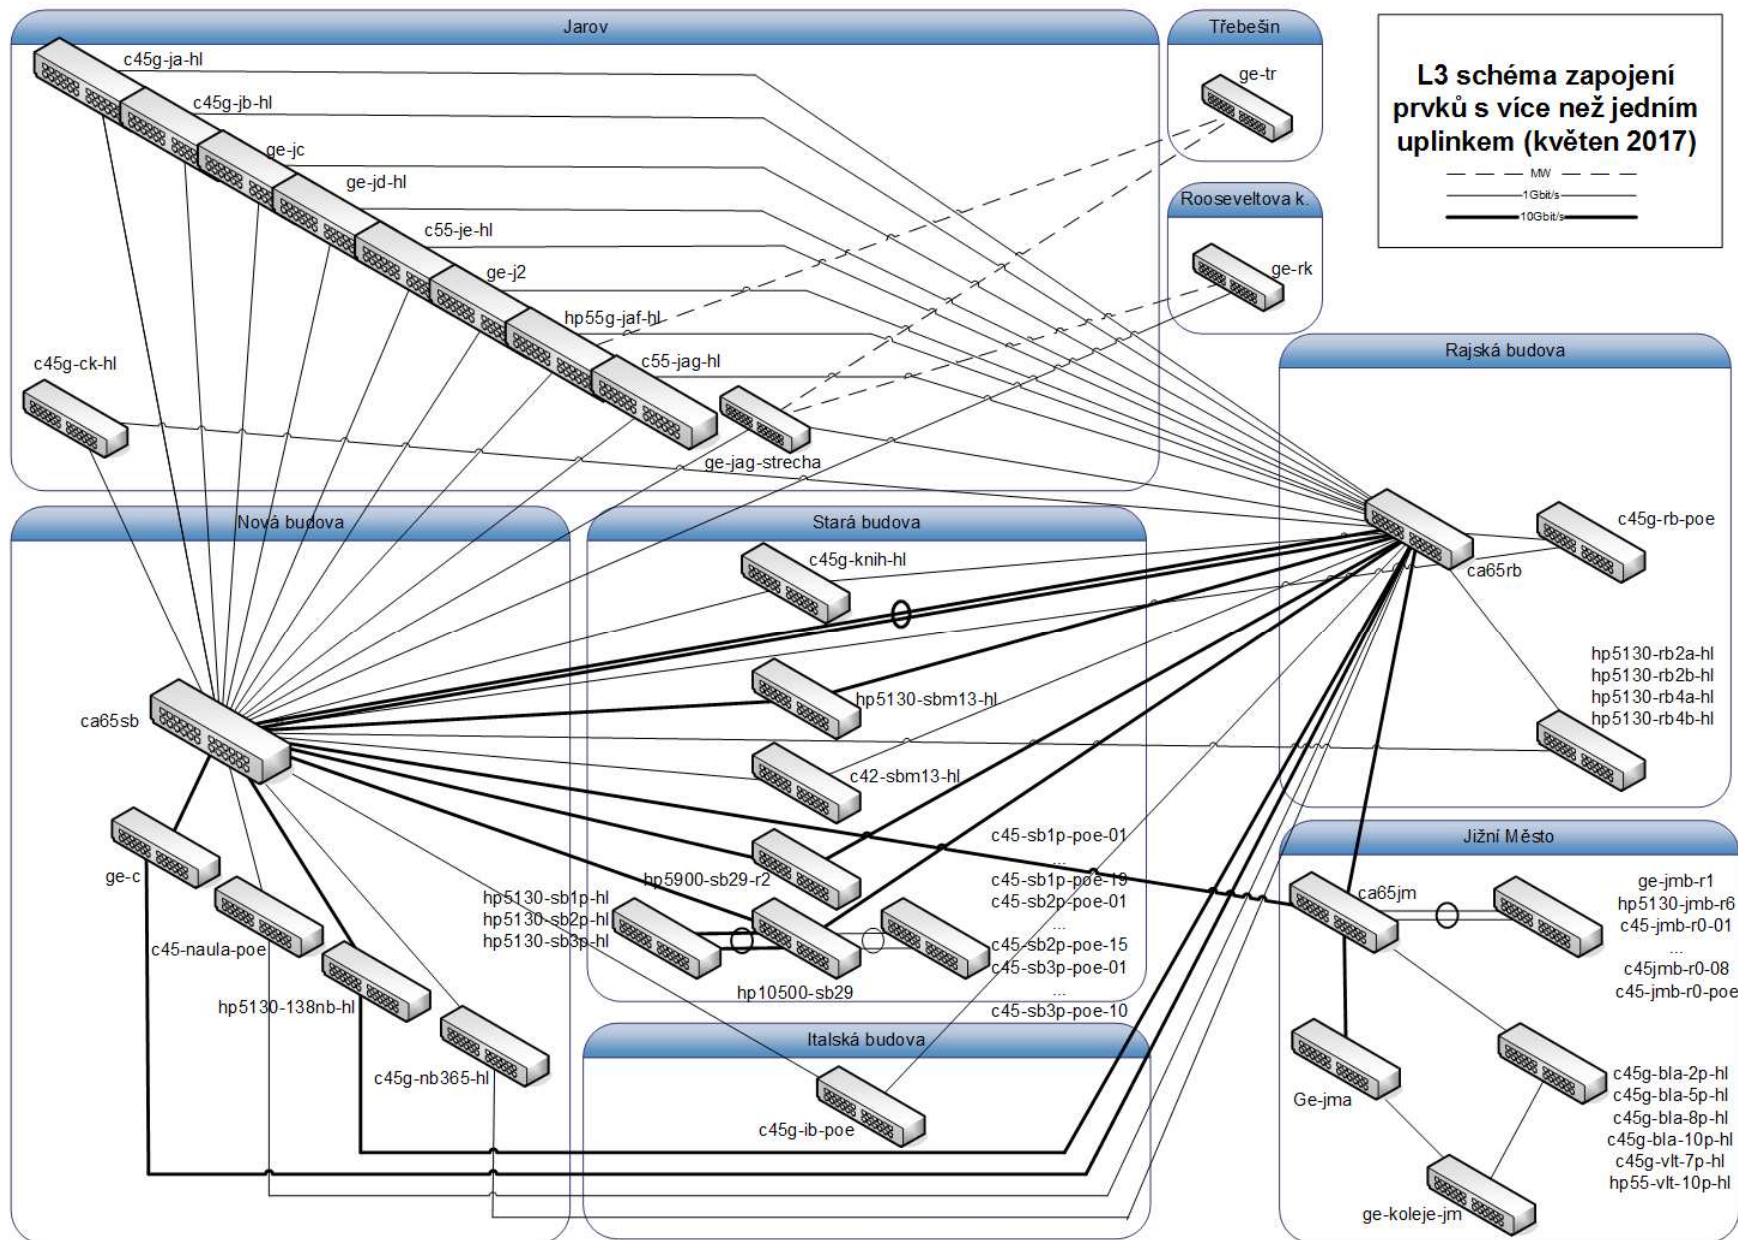 Jarov
Třebešin
L3 schéma zapojení
prvků s více než jedním
uplinkem (květen 2017)
MW
1Gbit/s
10Gbit/s
c45g-ja-hl
c45g-jb-hl
ge-jc
ge-jd-hl
c55-je-hl
ge-j2
hp55g-jaf-hl
c55-jag-hl
ge-jag-strecha
c45g-ck-hl
ge-tr
Rooseveltova k.
ge-rk
Rajská budova
c45g-rb-poe
ca65rb
hp5130-rb2a-hl
hp5130-rb2b-hl
hp5130-rb4a-hl
hp5130-rb4b-hl
Nová budova
ca65sb
ge-c
c45-naula-poe
hp5130-138nb-hl
c45g-nb365-hl
Stará budova
c45g-knih-hl
hp5130-sbm13-hl
c42-sbm13-hl
hp5900-sb29-r2
hp5130-sb1p-hl
hp5130-sb2p-hl
hp5130-sb3p-hl
hp10500-sb29
c45-sb1p-poe-01
...
c45-sb1p-poe-19
c45-sb2p-poe-01
...
c45-sb2p-poe-15
c45-sb3p-poe-01
...
c45-sb3p-poe-10
Italská budova
c45g-ib-poe
Jižní Město
ca65jm
ge-jmb-r1
hp5130-jmb-r6
c45-jmb-r0-01
...
c45jmb-r0-08
c45-jmb-r0-poe
Ge-jma
c45g-bla-2p-hl
c45g-bla-5p-hl
c45g-bla-8p-hl
c45g-bla-10p-hl
c45g-vlt-7p-hl
hp55-vlt-10p-hl
ge-koleje-jm